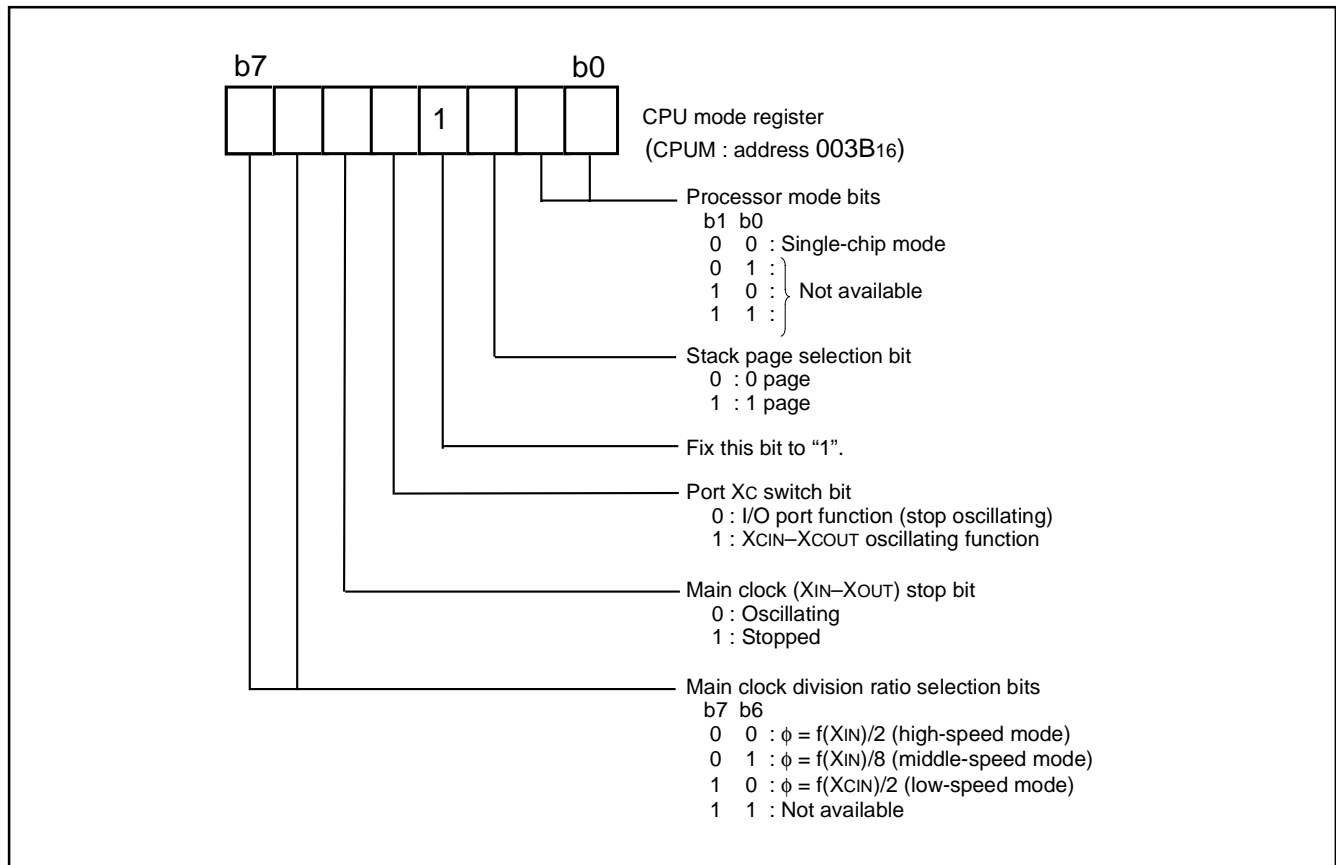 b7 b0
1
CPU mode register
(CPUM : address 003B16)
Processor mode bits
b1 b0
0 0 : Single-chip mode
0 1 :
1 0 : Not available
1 1 :
Stack page selection bit
0 : 0 page
1 : 1 page
Fix this bit to “1”.
Port XC switch bit
0 : I/O port function (stop oscillating)
1 : XCIN–XCOUT oscillating function
Main clock (XIN–XOUT) stop bit
0 : Oscillating
1 : Stopped
Main clock division ratio selection bits
b7 b6
0 0 : ϕ = f(XIN)/2 (high-speed mode)
0 1 : ϕ = f(XIN)/8 (middle-speed mode)
1 0 : ϕ = f(XCIN)/2 (low-speed mode)
1 1 : Not available